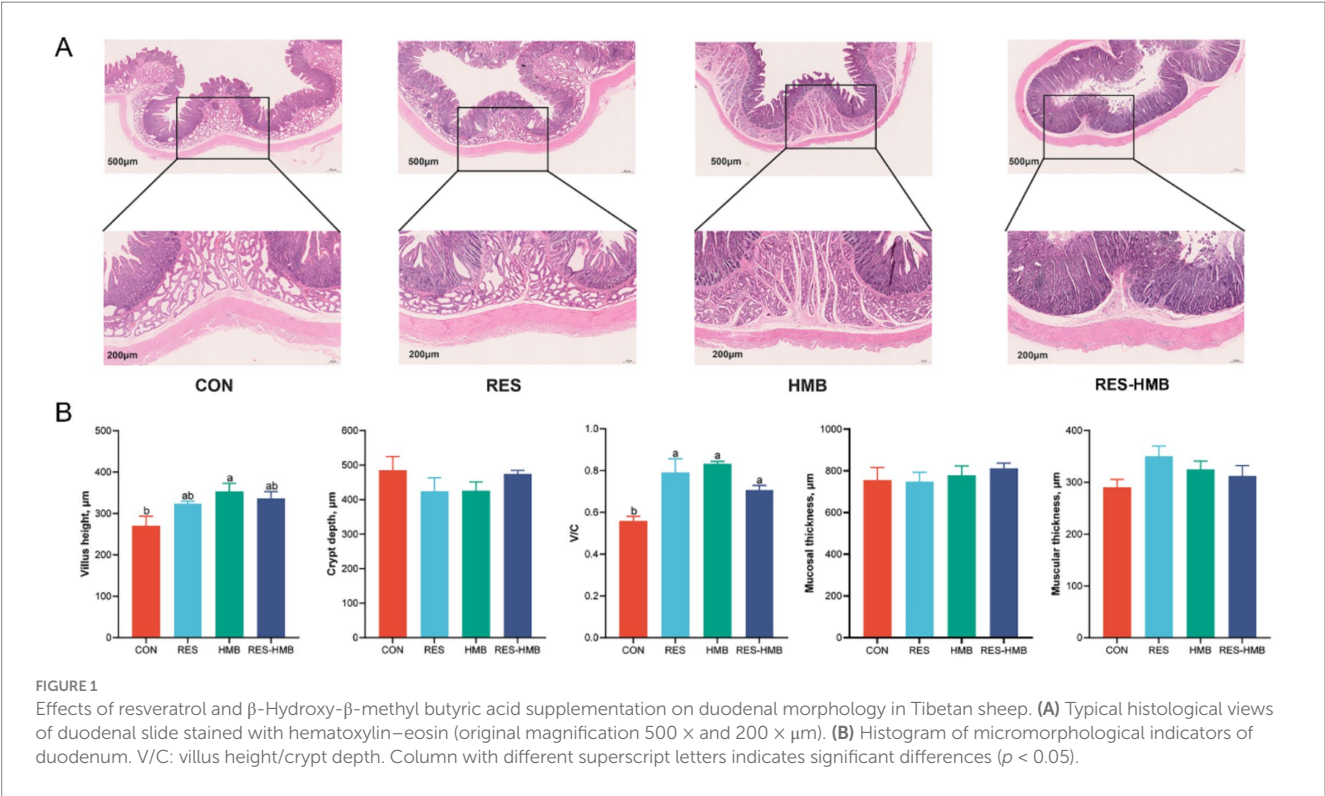 A
500μm
500μm
500μm
500μm
200μm
200μm
200μm
200μm
CON
RES
HMB
RES-HMB
B
Villus height, μm
500
400
300
200
100
0
b
ab
a
ab
CON
RES
HMB
RES-HMB
Crypt depth, μm
600
500
400
300
200
100
0
CON
RES
HMB
RES-HMB
V/C
1.0
0.8
0.6
0.4
0.2
0.0
b
a
a
a
CON
RES
HMB
RES-HMB
Mucosal thickness, μm
1000
800
600
400
200
0
CON
RES
HMB
RES-HMB
Muscular thickness, μm
400
300
200
100
0
CON
RES
HMB
RES-HMB
FIGURE 1
Effects of resveratrol and β-Hydroxy-β-methyl butyric acid supplementation on duodenal morphology in Tibetan sheep. (A) Typical histological views
of duodenal slide stained with hematoxylin–eosin (original magnification 500 × and 200 × μm). (B) Histogram of micromorphological indicators of
duodenum. V/C: villus height/crypt depth. Column with different superscript letters indicates significant differences (p < 0.05).